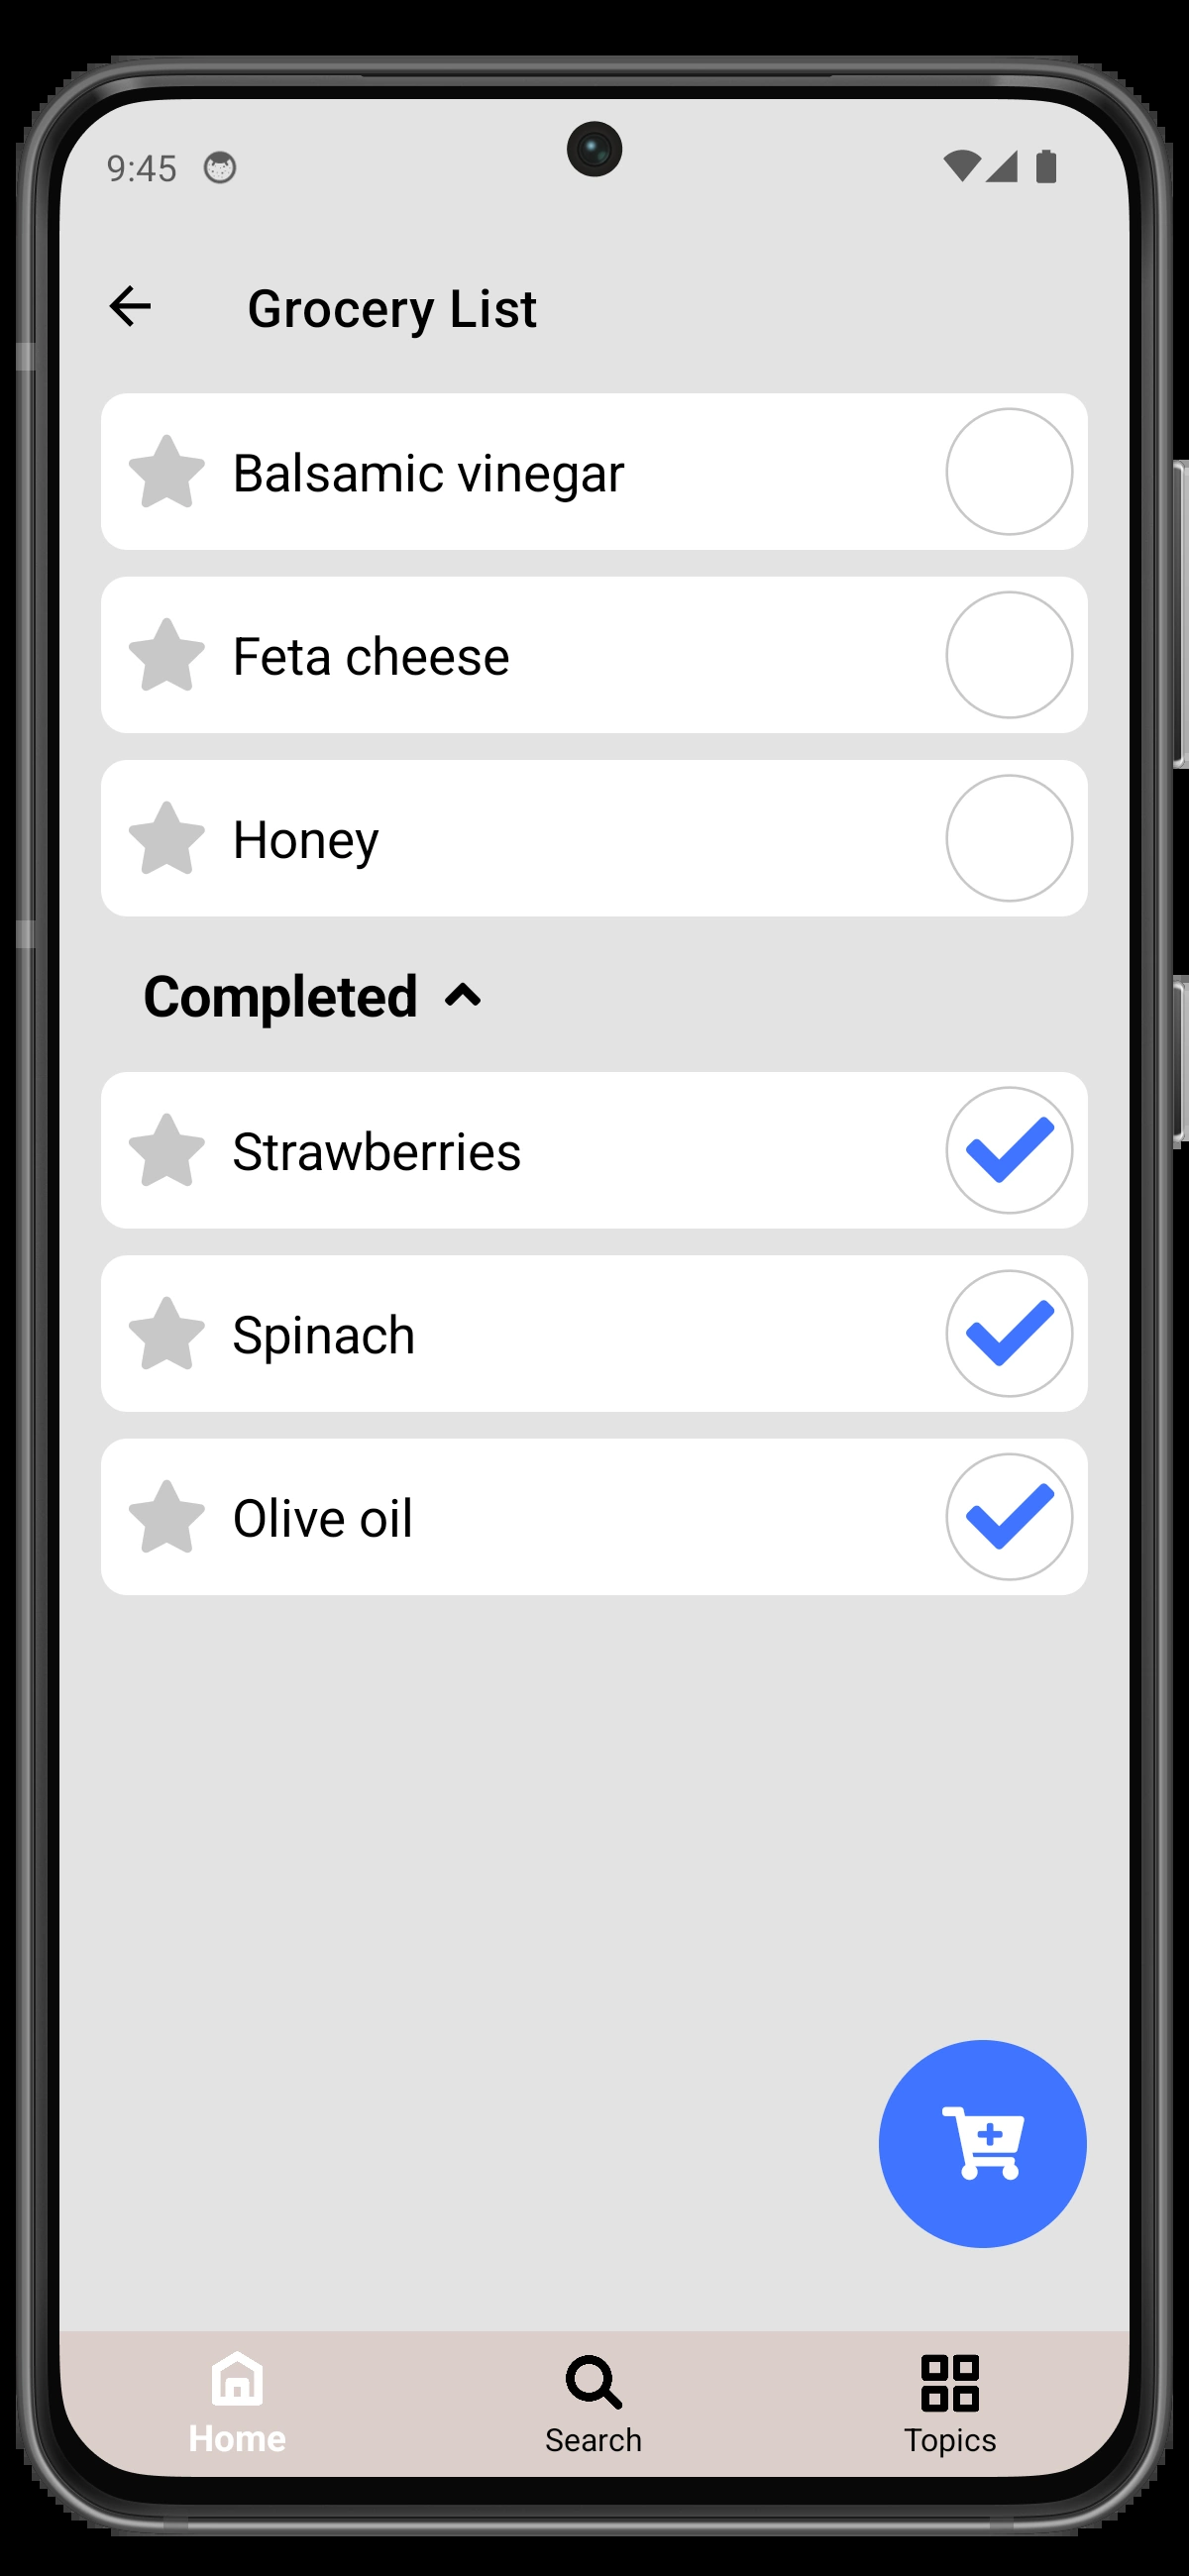 9:45
Grocery List
Balsamic vinegar
Feta cheese
Honey
Completed
Strawberries
Spinach
Olive oil
Home
Search
Topics